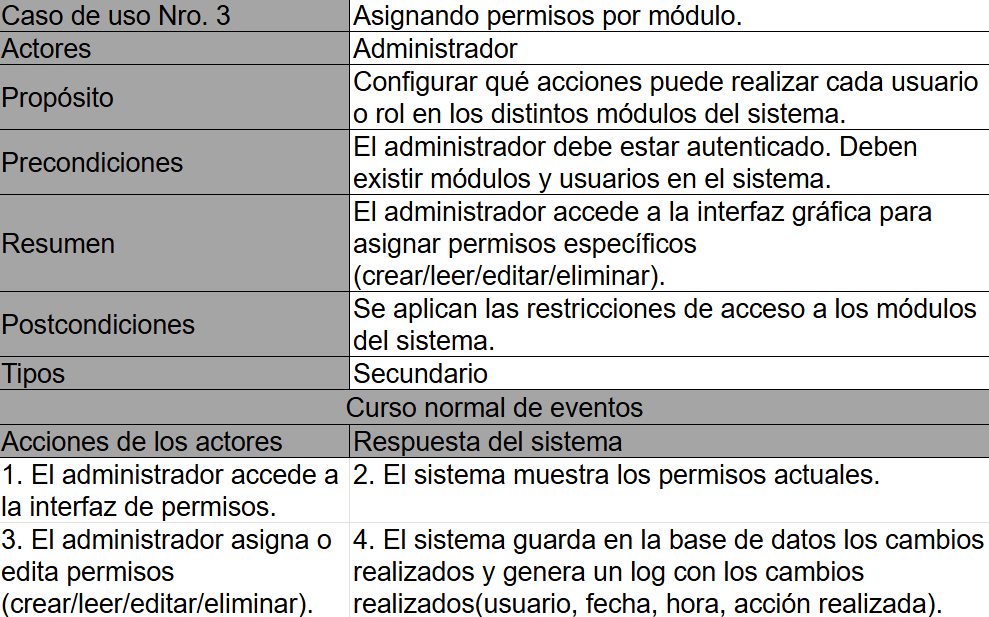 Caso de uso Nro. 3
Asignando permisos por módulo.
Actores
Administrador
Propósito
Configurar qué acciones puede realizar cada usuario
o rol en los distintos módulos del sistema.
Precondiciones
El administrador debe estar autenticado. Deben
existir módulos y usuarios en el sistema.
Resumen
El administrador accede a la interfaz gráfica para
asignar permisos específicos
(crear/leer/editar/eliminar).
Postcondiciones
Se aplican las restricciones de acceso a los módulos
del sistema.
Tipos
Secundario
Curso normal de eventos
Acciones de los actores
Respuesta del sistema
1. El administrador accede a
la interfaz de permisos.
2. El sistema muestra los permisos actuales.
3. El administrador asigna o
edita permisos
(crear/leer/editar/eliminar).
4. El sistema guarda en la base de datos los cambios
realizados y genera un log con los cambios
realizados(usuario, fecha, hora, acción realizada).